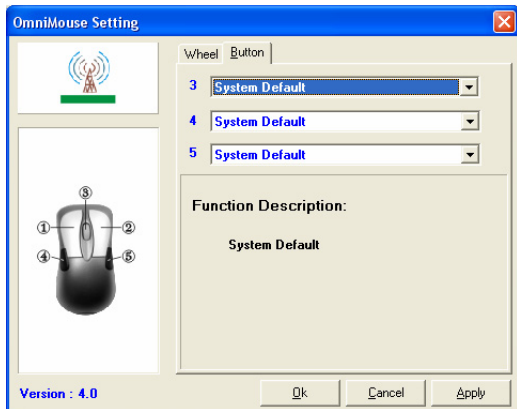 OmniMouse Setting
Wheel Button
3 System Default
4 System Default
5 System Default
Function Description:
System Default
③
① ②
④ ⑤
Version : 4.0
Ok Cancel Apply